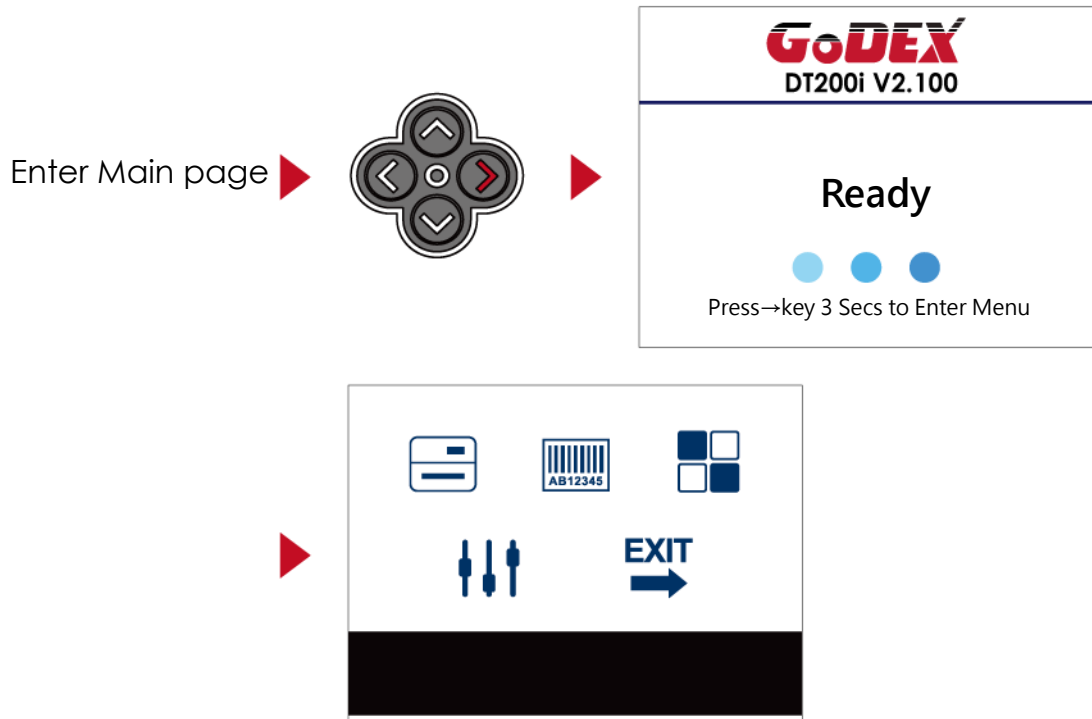 GoDEX
DT200i V2.100
Enter Main page
Ready
Press→key 3 Secs to Enter Menu
AB12345
EXIT